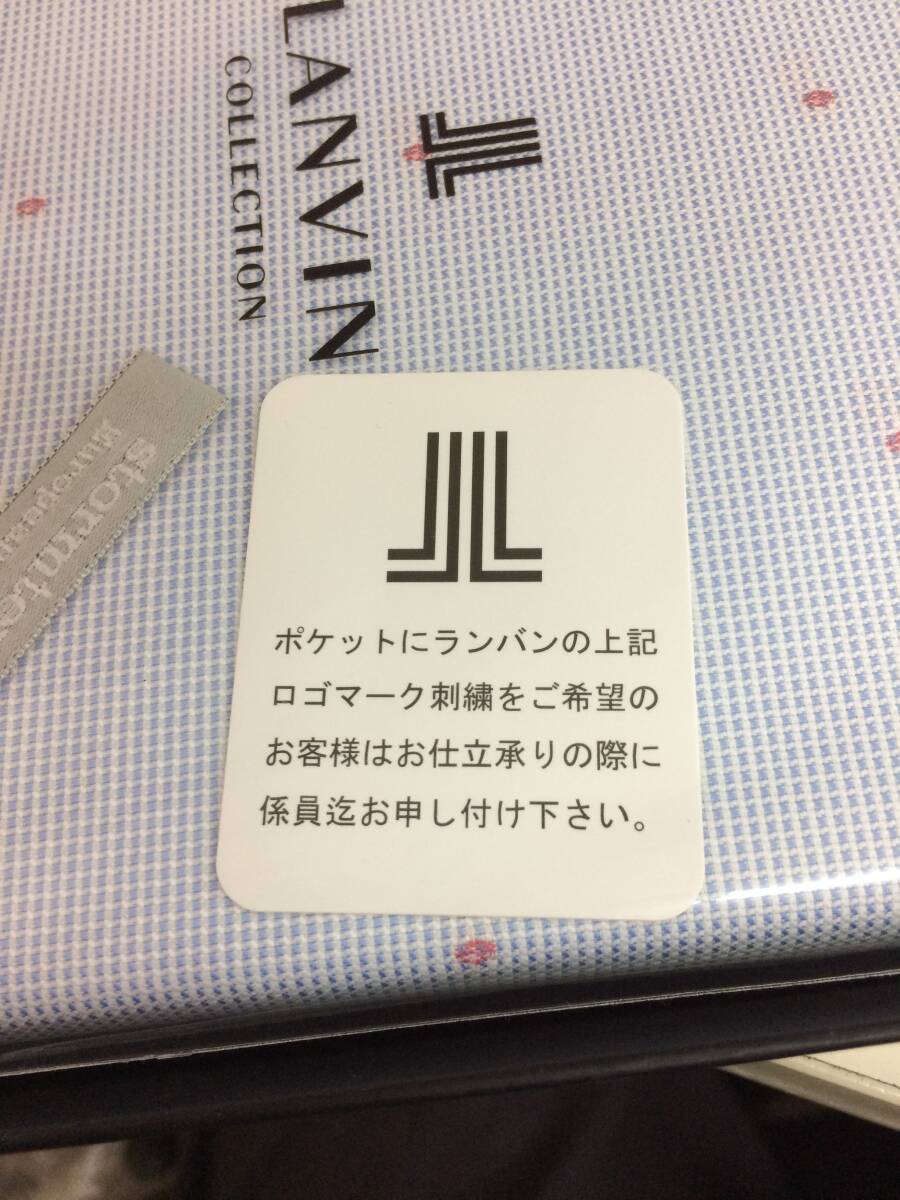 LANVIN
COLLECTION
ポケットにランバンの上記
ロゴマーク刺繍をご希望の
お客様はお仕立承りの際に
係員迄お申し付け下さい。